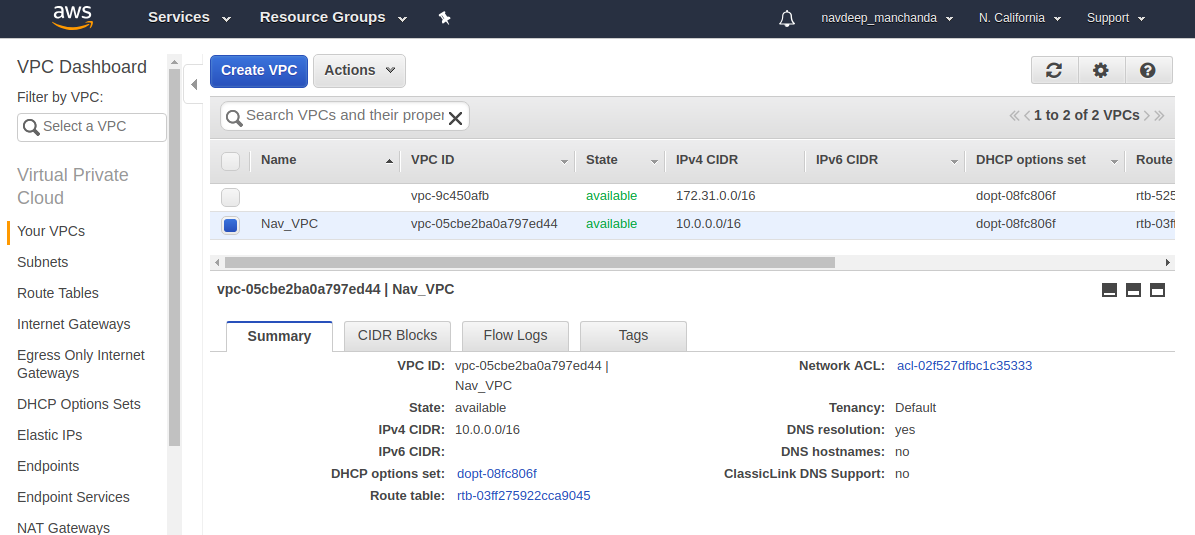 aws Services Resource Groups navdeep_manchanda N. California Support
VPC Dashboard
Filter by VPC:
Select a VPC
Virtual Private
Cloud
Your VPCs
Subnets
Route Tables
Internet Gateways
Egress Only Internet
Gateways
DHCP Options Sets
Elastic IPs
Endpoints
Endpoint Services
NAT Gateways
Create VPC Actions
Search VPCs and their proper 1 to 2 of 2 VPCs
Name VPC ID State IPv4 CIDR IPv6 CIDR DHCP options set Route
vpc-9c450afb available 172.31.0.0/16 dopt-08fc806f rtb-525
Nav_VPC vpc-05cbe2ba0a797ed44 available 10.0.0.0/16 dopt-08fc806f rtb-03ff
vpc-05cbe2ba0a797ed44 | Nav_VPC
Summary CIDR Blocks Flow Logs Tags
VPC ID: vpc-05cbe2ba0a797ed44 |
Nav_VPC
State: available
IPv4 CIDR: 10.0.0.0/16
IPv6 CIDR:
DHCP options set: dopt-08fc806f
Route table: rtb-03ff275922cca9045
Network ACL: acl-02f527dfbc1c35333
Tenancy: Default
DNS resolution: yes
DNS hostnames: no
ClassicLink DNS Support: no